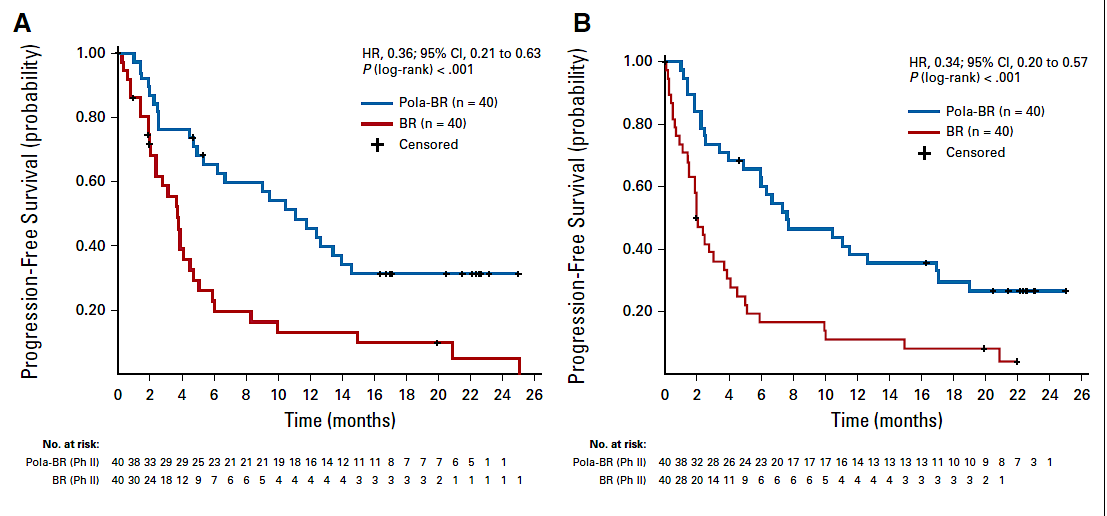 A
Progression-Free Survival (probability)
1.00
0.80
0.60
0.40
0.20
HR, 0.36; 95% CI, 0.21 to 0.63
P (log-rank) < .001
Pola-BR (n = 40)
BR (n = 40)
Censored
0 2 4 6 8 10 12 14 16 18 20 22 24 26
Time (months)
No. at risk:
Pola-BR (Ph II) 40 38 33 29 29 25 23 21 21 21 19 18 16 14 12 11 11 8 7 7 7 6 5 1 1
BR (Ph II) 40 30 24 18 12 9 7 6 6 5 4 4 4 4 4 3 3 3 3 3 2 1 1 1 1 1
B
Progression-Free Survival (probability)
1.00
0.80
0.60
0.40
0.20
HR, 0.34; 95% CI, 0.20 to 0.57
P (log-rank) < .001
Pola-BR (n = 40)
BR (n = 40)
Censored
0 2 4 6 8 10 12 14 16 18 20 22 24 26
Time (months)
No. at risk:
Pola-BR (Ph II) 40 38 32 28 26 24 23 20 17 17 17 16 14 13 13 13 13 11 10 10 9 8 7 3 1
BR (Ph II) 40 28 20 14 11 9 6 6 6 6 5 4 4 4 4 3 3 3 3 3 2 1